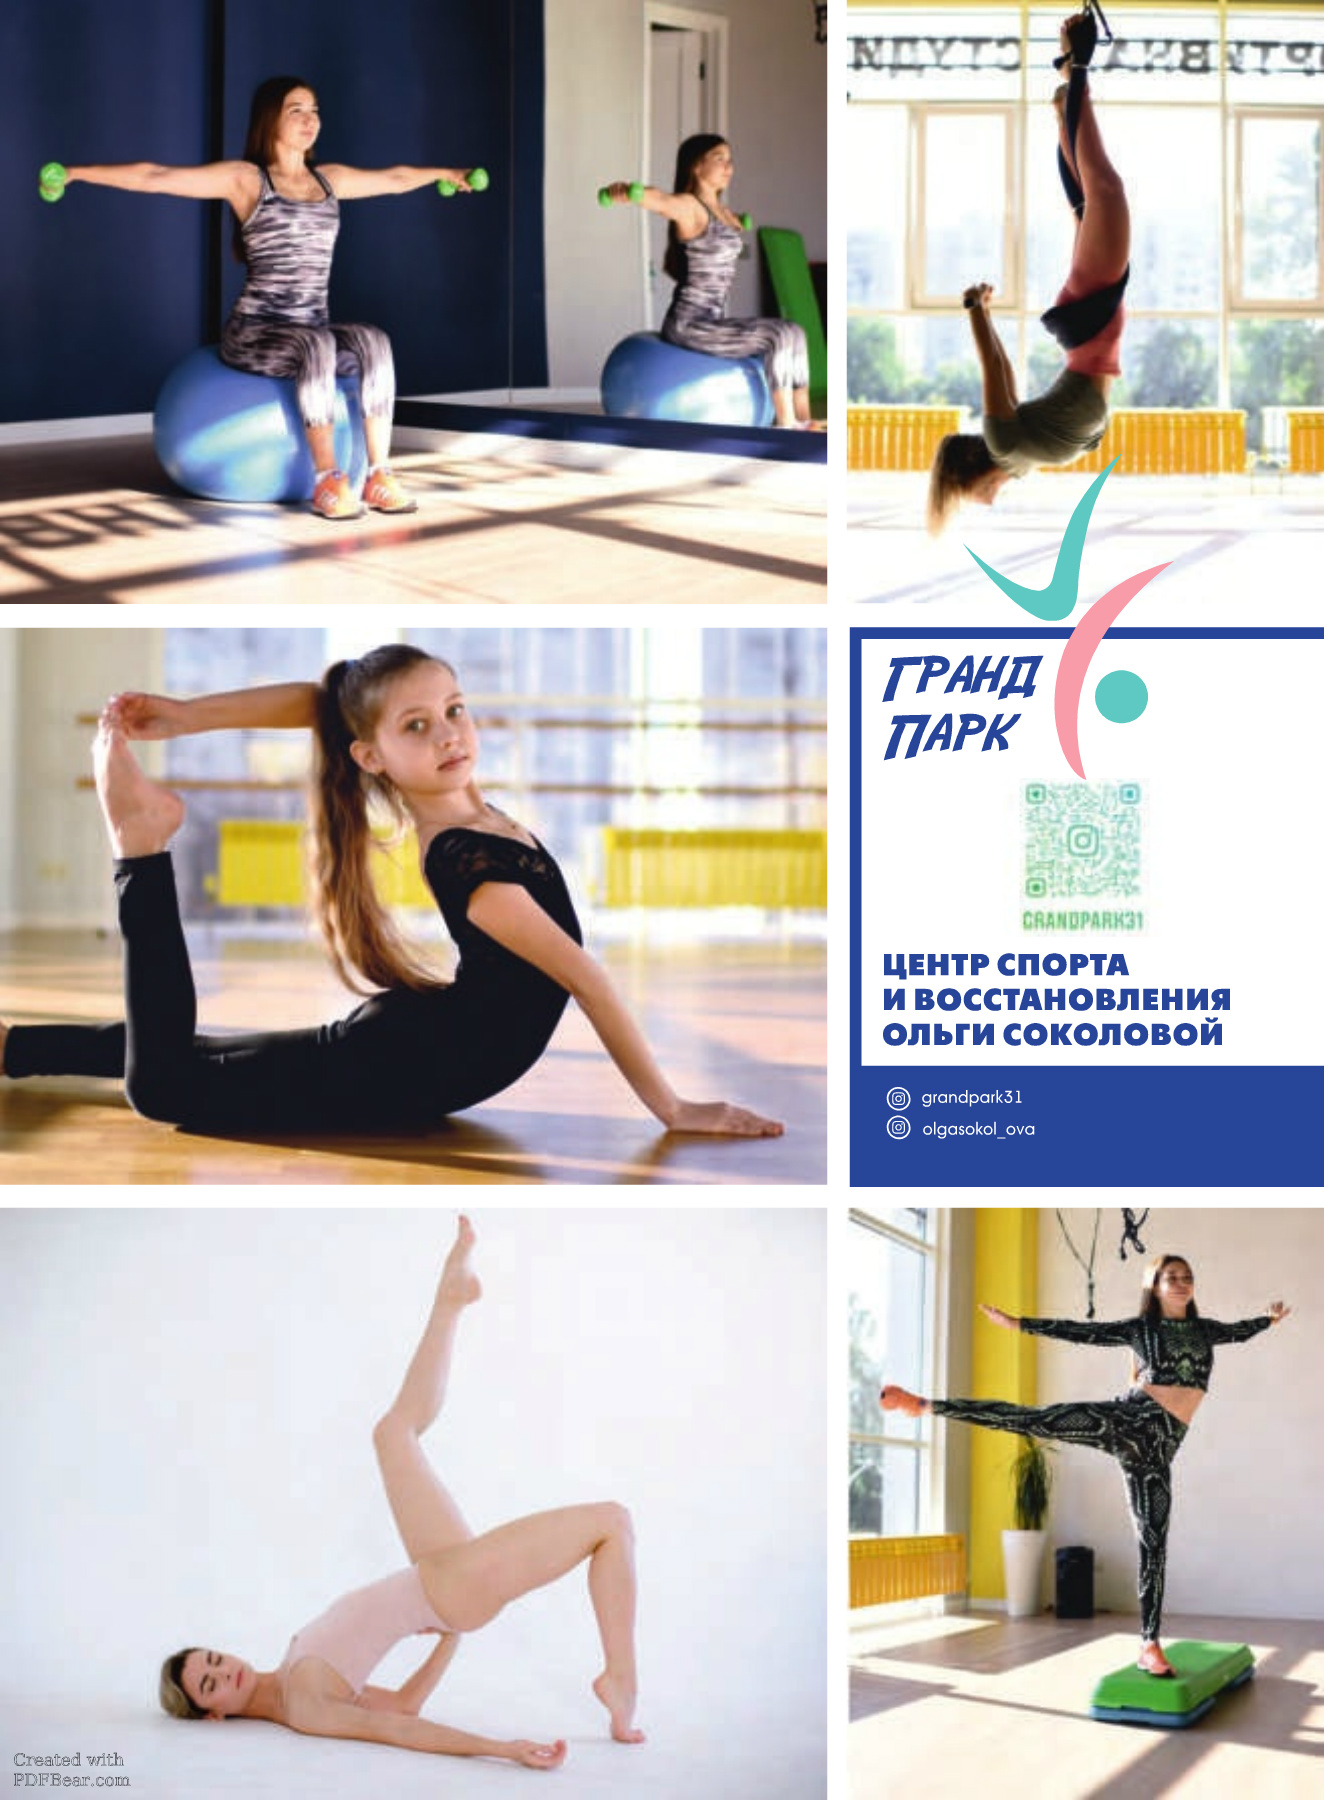 ГРАНД
ПАРК
GRANDPARK31
ЦЕНТР СПОРТА
И ВОССТАНОВЛЕНИЯ
ОЛЬГИ СОКОЛОВОЙ
grandpark31
olgasokol_ova
Created with
PDFBear.com